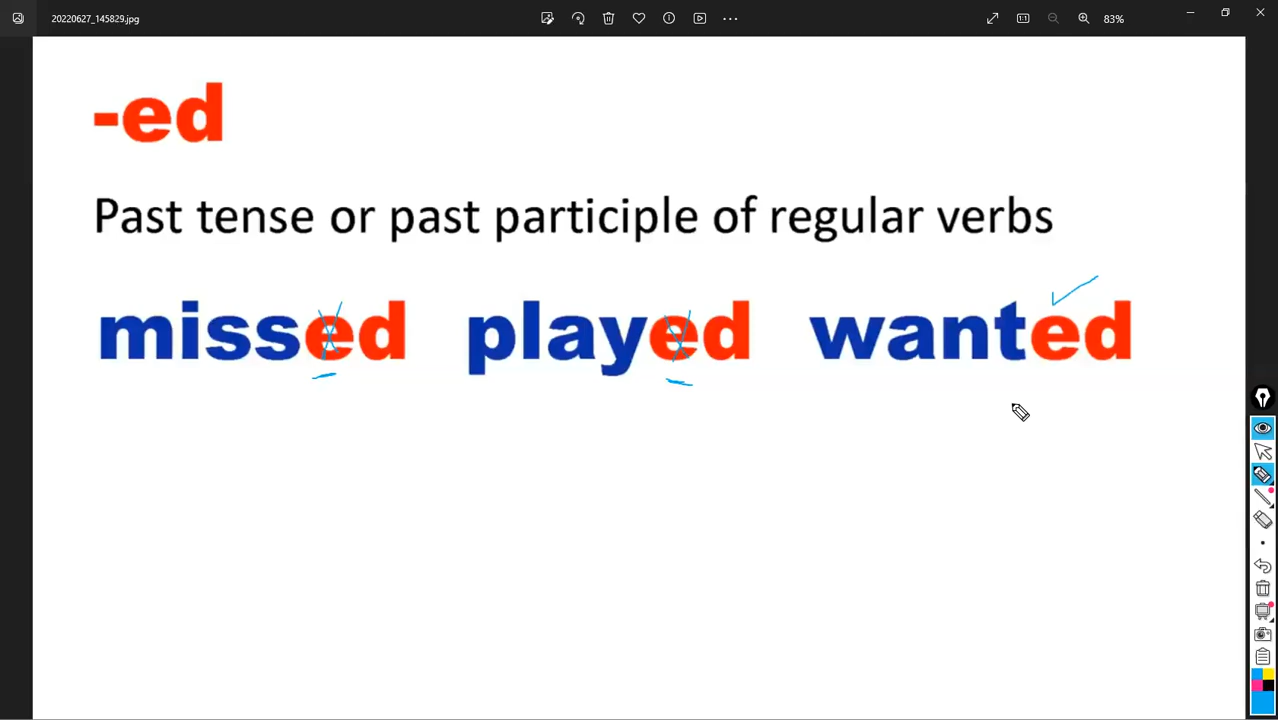 20220627_145829.jpg
83%
-ed
Past tense or past participle of regular verbs
missed played wanted